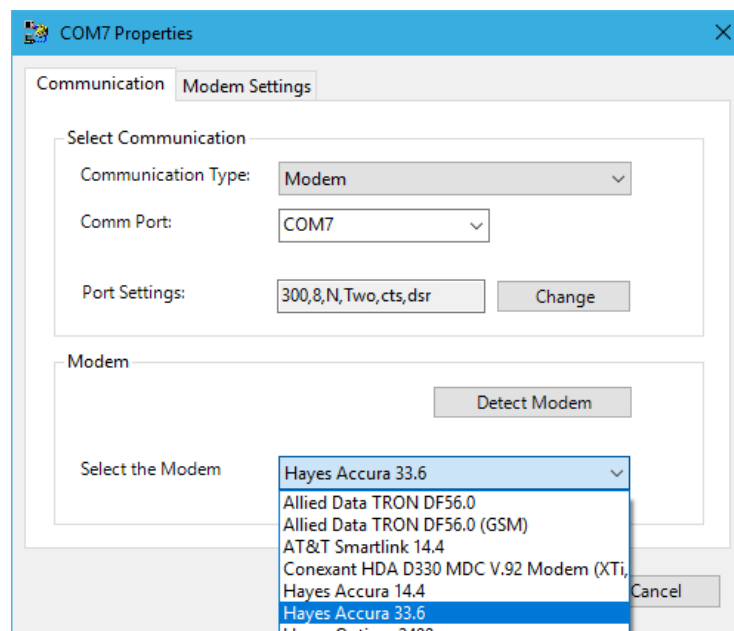 COM7 Properties
Communication
Modem Settings
Select Communication
Communication Type:
Modem
Comm Port:
COM7
Port Settings:
300,8,N,Two,cts,dsr
Change
Modem
Detect Modem
Select the Modem
Hayes Accura 33.6
Allied Data TRON DF56.0
Allied Data TRON DF56.0 (GSM)
AT&T Smartlink 14.4
Conexant HDA D330 MDC V.92 Modem (XTi,
Hayes Accura 14.4
Cancel
Hayes Accura 33.6